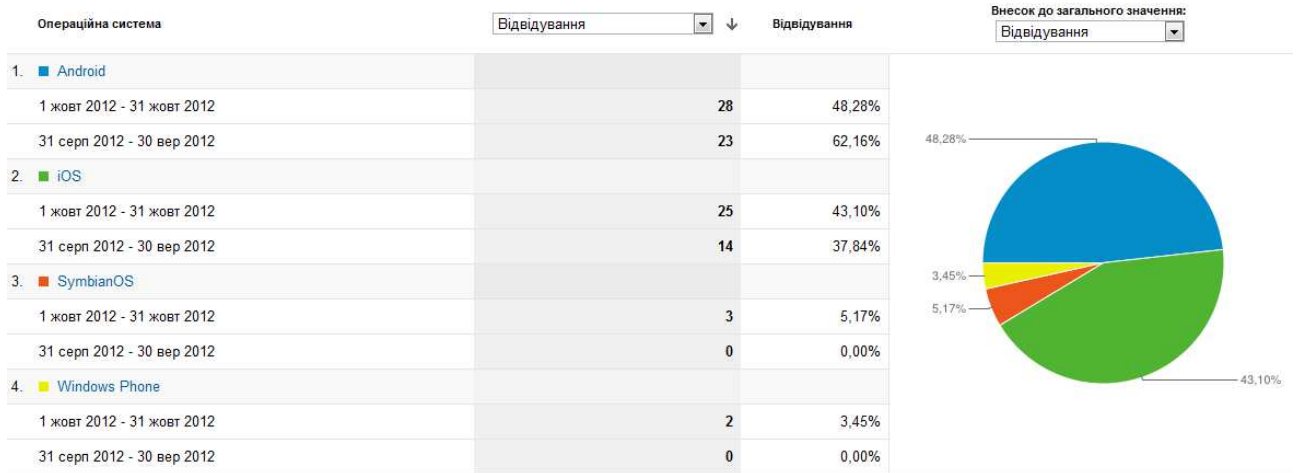 Операційна система Відвідування Відвідування Внесок до загального значення:
Відвідування
1. Android
1 жовт 2012 - 31 жовт 2012 28 48,28%
31 серп 2012 - 30 вер 2012 23 62,16%
2. iOS
1 жовт 2012 - 31 жовт 2012 25 43,10%
31 серп 2012 - 30 вер 2012 14 37,84%
3. SymbianOS
1 жовт 2012 - 31 жовт 2012 3 5,17%
31 серп 2012 - 30 вер 2012 0 0,00%
4. Windows Phone
1 жовт 2012 - 31 жовт 2012 2 3,45%
31 серп 2012 - 30 вер 2012 0 0,00%
48,28%
3,45%
5,17%
43,10%